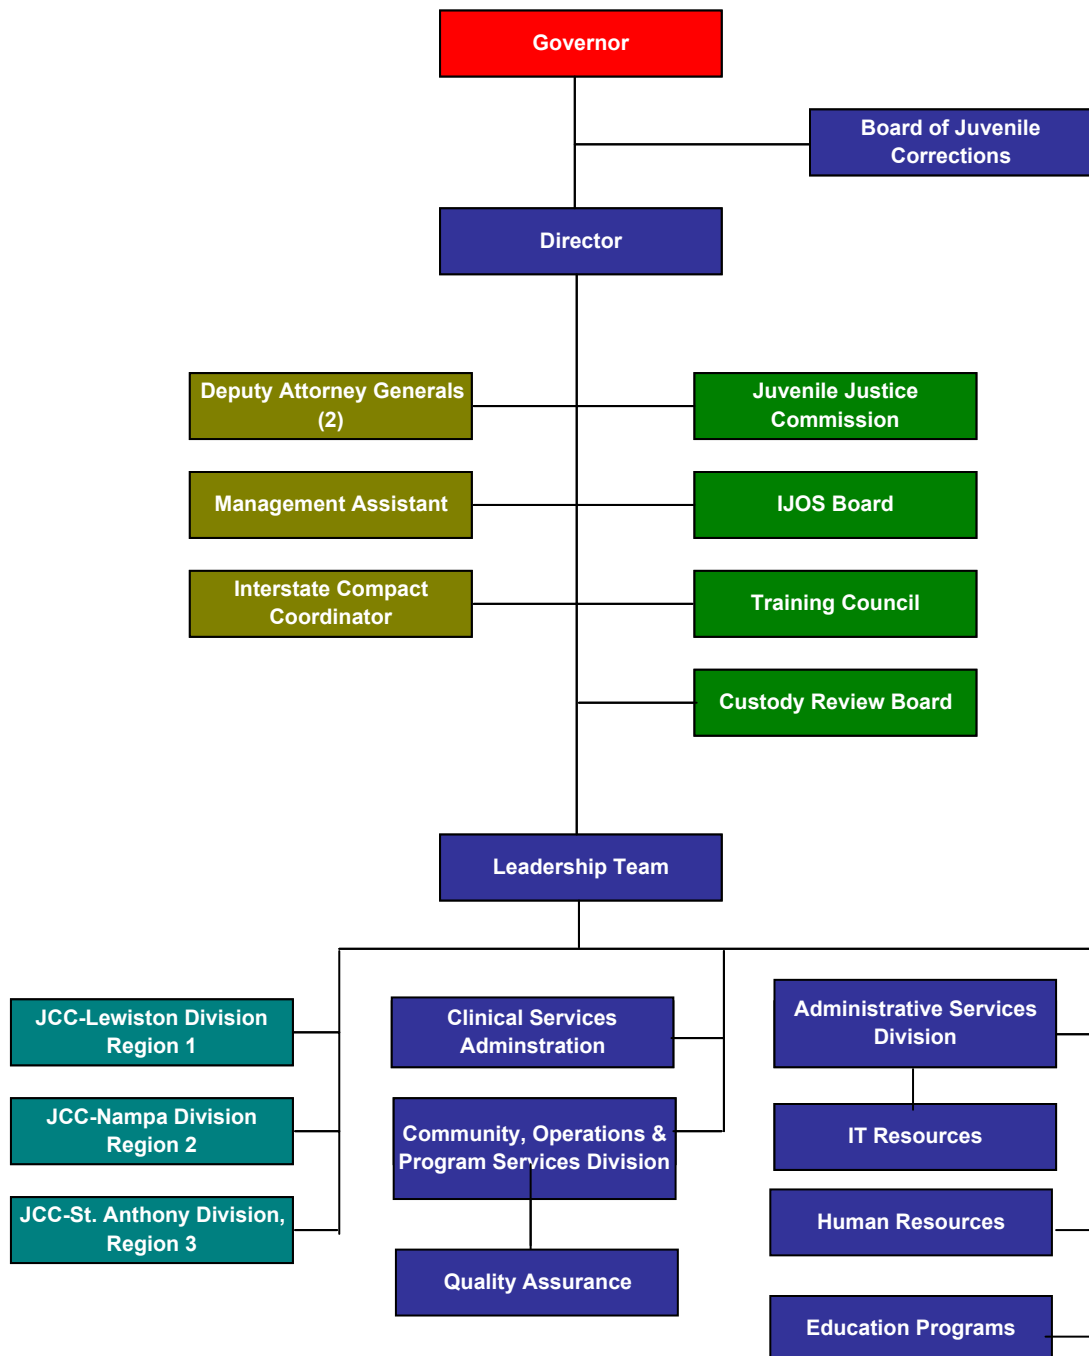 Governor
Board of Juvenile
Corrections
Director
Deputy Attorney Generals
(2)
Juvenile Justice
Commission
Management Assistant
IJOS Board
Interstate Compact
Coordinator
Training Council
Custody Review Board
Leadership Team
JCC-Lewiston Division
Region 1
Clinical Services
Adminstration
Administrative Services
Division
JCC-Nampa Division
Region 2
Community, Operations &
Program Services Division
IT Resources
JCC-St. Anthony Division,
Region 3
Human Resources
Quality Assurance
Education Programs